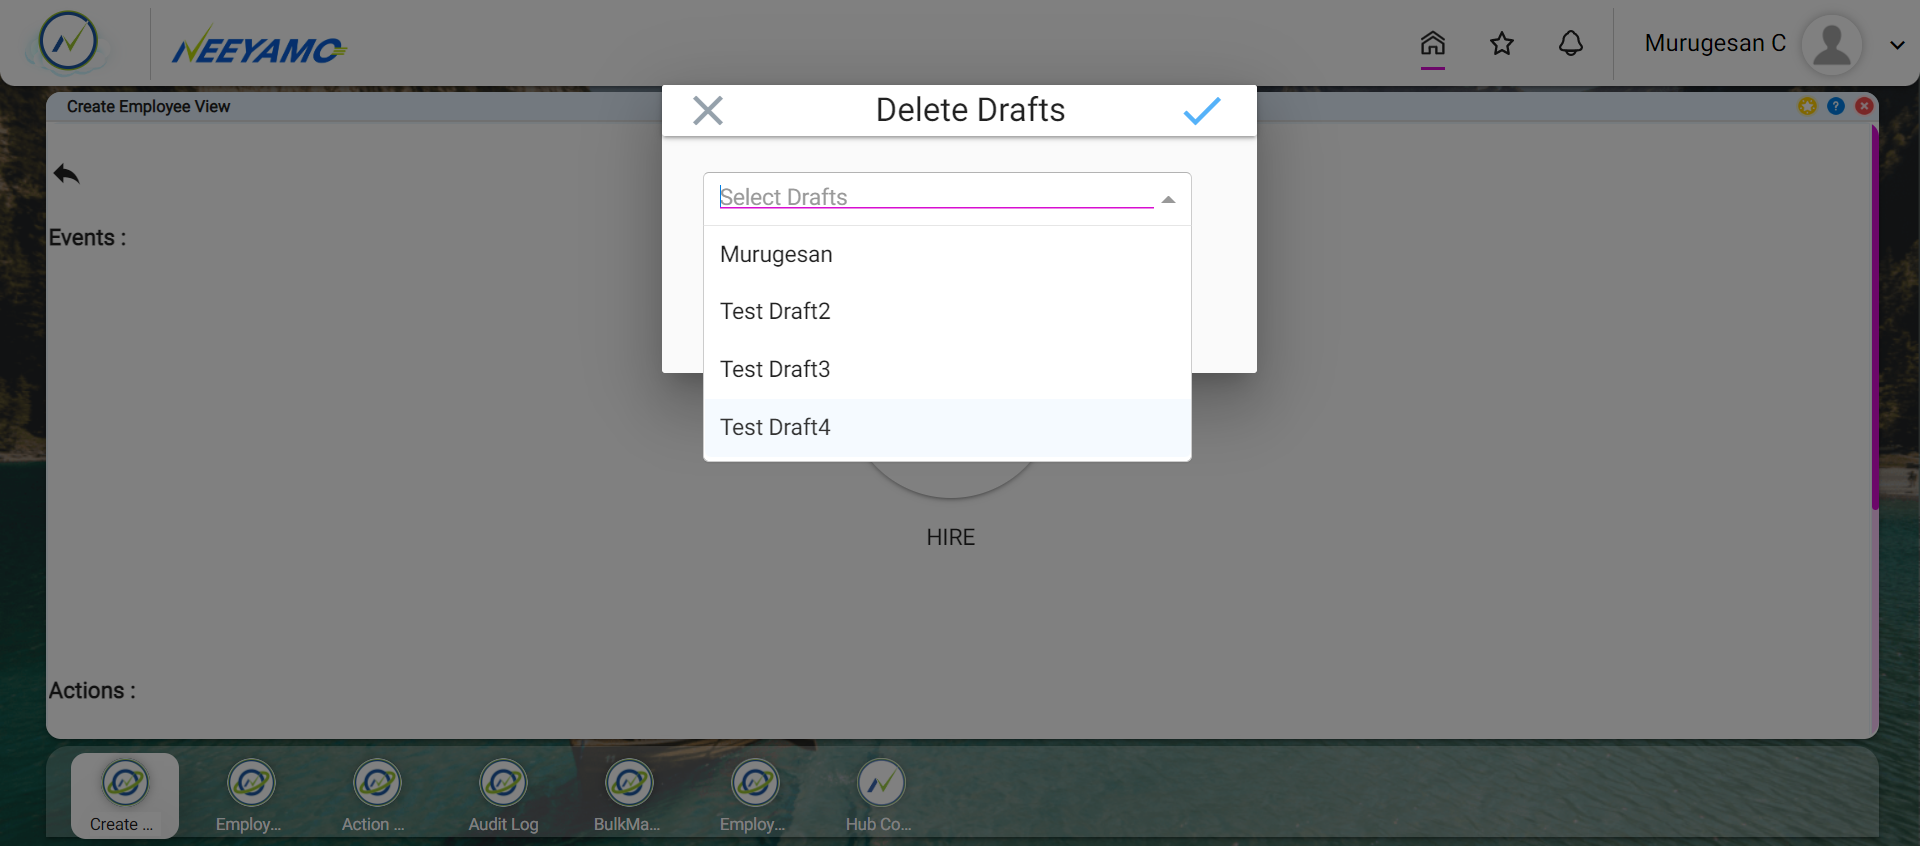 NEEYAMO
Murugesan C
Create Employee View
Delete Drafts
Select Drafts
Murugesan
Test Draft2
Test Draft3
Test Draft4
Events :
HIRE
Actions :
Create ...
Employ...
Action ...
Audit Log
BulkMa...
Employ...
Hub Co...